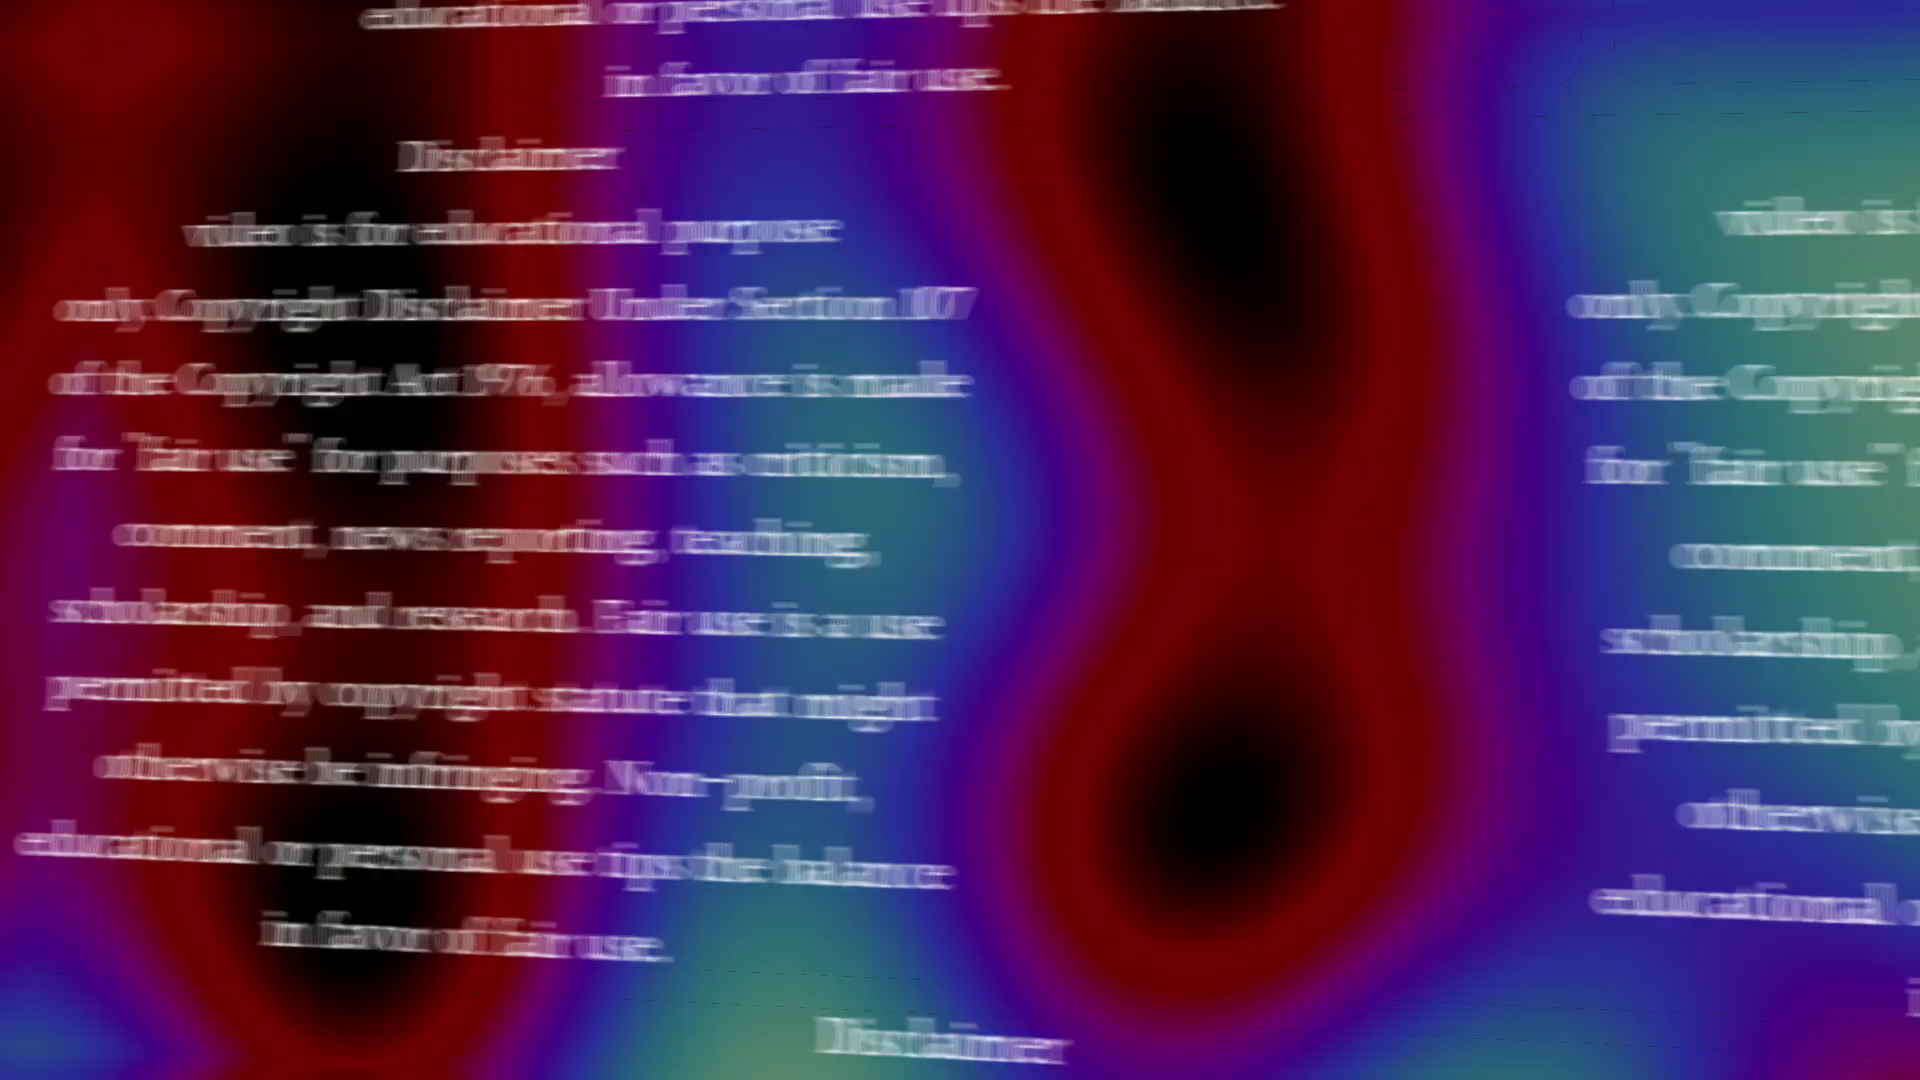 educational or personal use tips the balance
in favor of fair use.
Disclaimer
video is for educational purpose
only Copyright Disclaimer Under Section 107
of the Copyright Act 1976, allowance is made
for "fair use" for purposes such as criticism,
comment, news reporting, teaching,
scholarship, and research. Fair use is a use
permitted by copyright statute that might
otherwise be infringing. Non-profit,
educational or personal use tips the balance
in favor of fair use.
Disclaimer
video is
only Copyright
of the Copyright
for "fair use"
comment,
scholarship,
permitted by
otherwise
educational